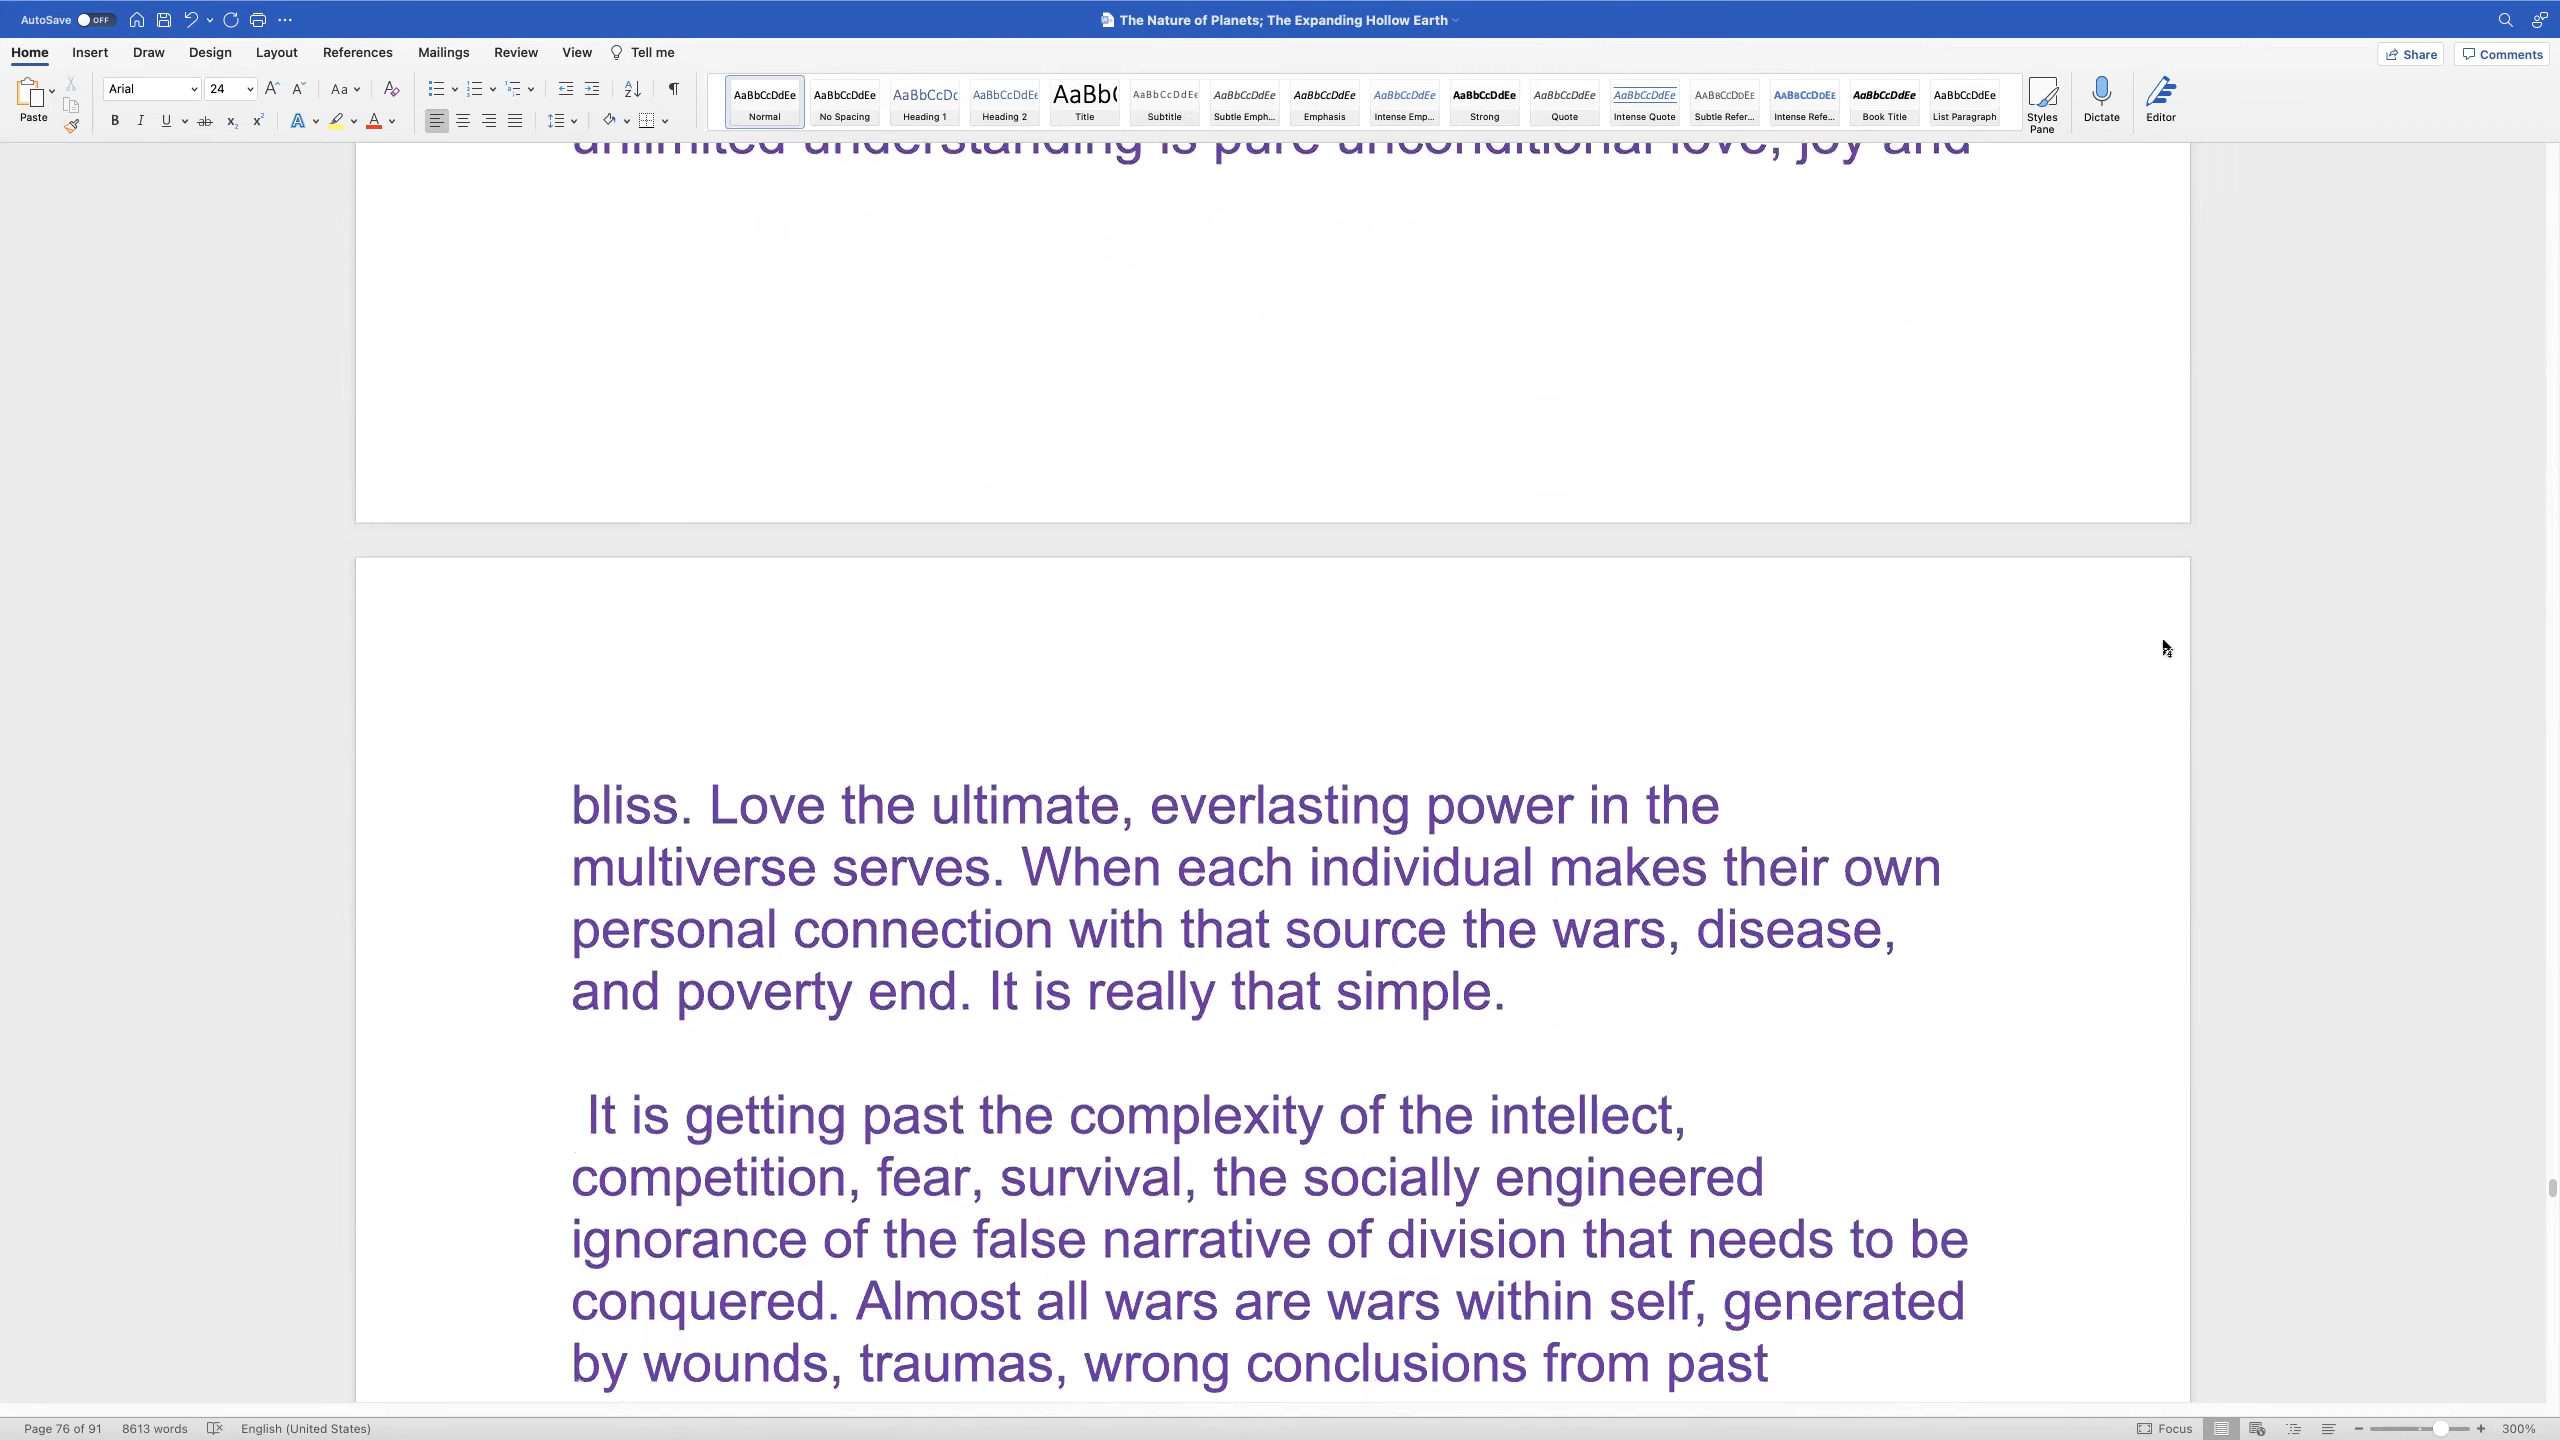 AutoSave OFF
The Nature of Planets; The Expanding Hollow Earth
Home Insert Draw Design Layout References Mailings Review View Tell me
Share Comments
Paste
Arial 24
AaBbCcDdEe AaBbCcDdEe AaBbCcDc AaBbCcDdEe AaBb( AaBbCcDdEe AaBbCcDdEe AaBbCcDdEe AaBbCcDdEe AaBbCcDdEe AaBbCcDdEe AaBbCcDdEe AaBbCcDdEe AaBbCcDdEe AaBbCcDdEe AaBbCcDdEe
Normal No Spacing Heading 1 Heading 2 Title Subtitle Subtle Emph... Emphasis Intense Emp... Strong Quote Intense Quote Subtle Refer... Intense Refe... Book Title List Paragraph
Styles Pane
Dictate
Editor
unlimited understanding is pure unconditional love, joy and
bliss. Love the ultimate, everlasting power in the
multiverse serves. When each individual makes their own
personal connection with that source the wars, disease,
and poverty end. It is really that simple.
It is getting past the complexity of the intellect,
competition, fear, survival, the socially engineered
ignorance of the false narrative of division that needs to be
conquered. Almost all wars are wars within self, generated
by wounds, traumas, wrong conclusions from past
Page 76 of 91 8613 words English (United States)
Focus 300%